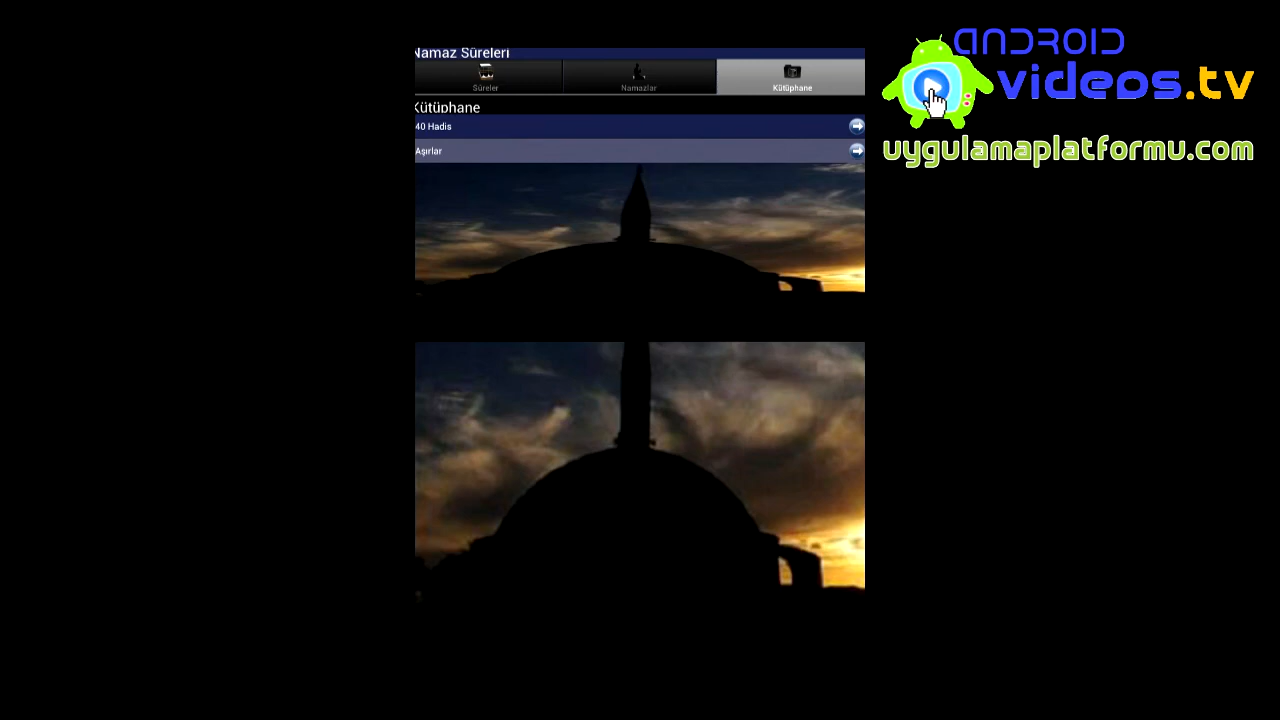 Namaz Süreleri
Süreler
Namazlar
Kütüphane
Kütüphane
40 Hadis
Aşırlar
ANDROID
videos.tv
uygulamaplatformu.com